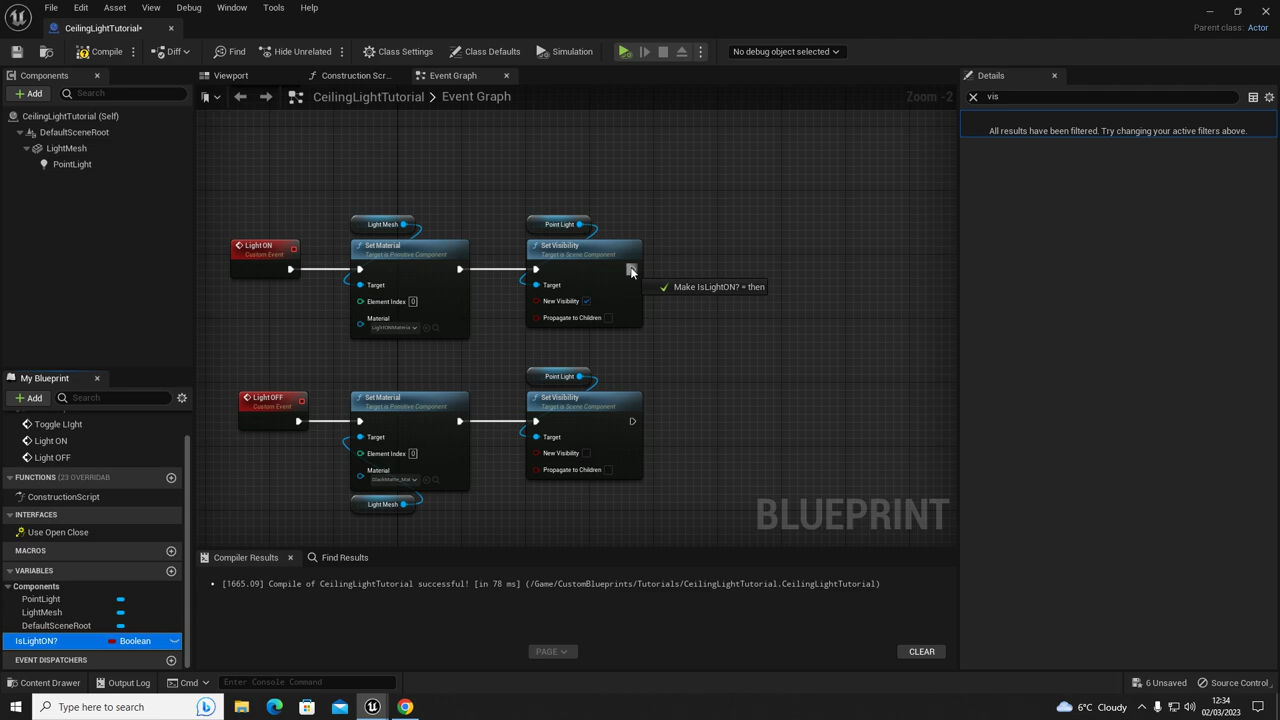 File Edit Asset View Debug Window Tools Help
CeilingLightTutorial•
Parent class: Actor
Compile Diff Find Hide Unrelated Class Settings Class Defaults Simulation No debug object selected
Components
Viewport Construction Scr... Event Graph
Details
+ Add Search
CeilingLightTutorial > Event Graph Zoom -2
vis
All results have been filtered. Try changing your active filters above.
CeilingLightTutorial (Self)
DefaultSceneRoot
LightMesh
PointLight
Light Mesh
Point Light
Light ON
Custom Event
Set Material
Target is Primitive Component
Target
Element Index 0
Material
Set Visibility
Target is Scene Component
Target
New Visibility
Propagate to Children
Make IsLightON? = then
Point Light
Light OFF
Custom Event
Set Material
Target is Primitive Component
Target
Element Index 0
Material
BlackMatte_Mat
Light Mesh
Set Visibility
Target is Scene Component
Target
New Visibility
Propagate to Children
BLUEPRINT
My Blueprint
+ Add Search
Toggle LIght
Light ON
Light OFF
FUNCTIONS (23 OVERRIDAB
ConstructionScript
INTERFACES
Use Open Close
MACROS
VARIABLES
Components
PointLight
LightMesh
DefaultSceneRoot
IsLightON? Boolean
EVENT DISPATCHERS
Compiler Results Find Results
[1665.09] Compile of CeilingLightTutorial successful! [in 78 ms] (/Game/CustomBlueprints/Tutorials/CeilingLightTutorial.CeilingLightTutorial)
PAGE
CLEAR
Content Drawer Output Log Cmd Enter Console Command
6 Unsaved Source Control
Type here to search
6°C Cloudy
12:34
02/03/2023